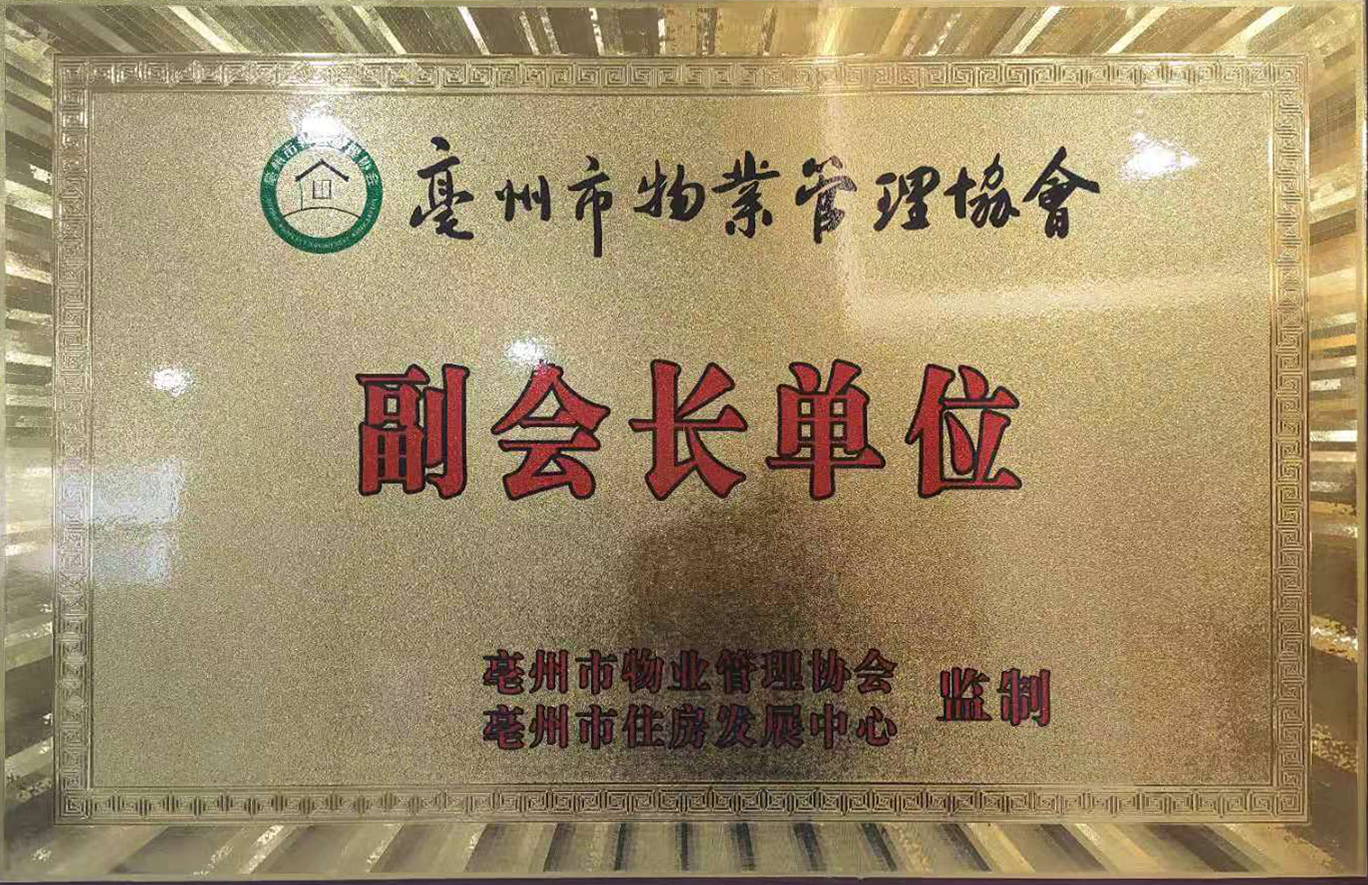 亳州市物業管理協會
副会长单位
亳州市物业管理协会
亳州市住房发展中心
监制